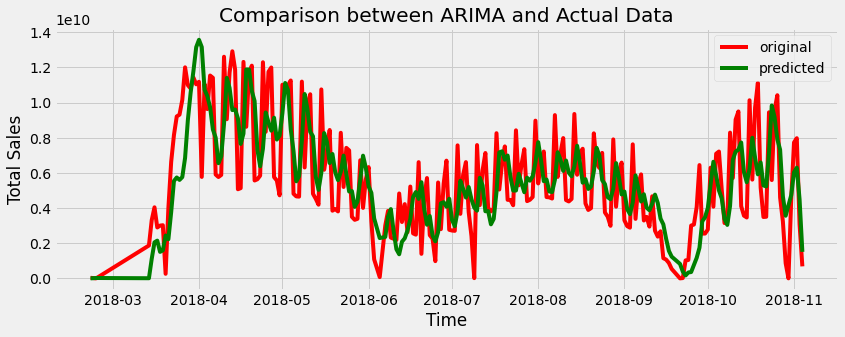 Comparison between ARIMA and Actual Data
1e10
1.4
1.2
1.0
0.8
0.6
0.4
0.2
0.0
Total Sales
original
predicted
2018-03 2018-04 2018-05 2018-06 2018-07 2018-08 2018-09 2018-10 2018-11
Time